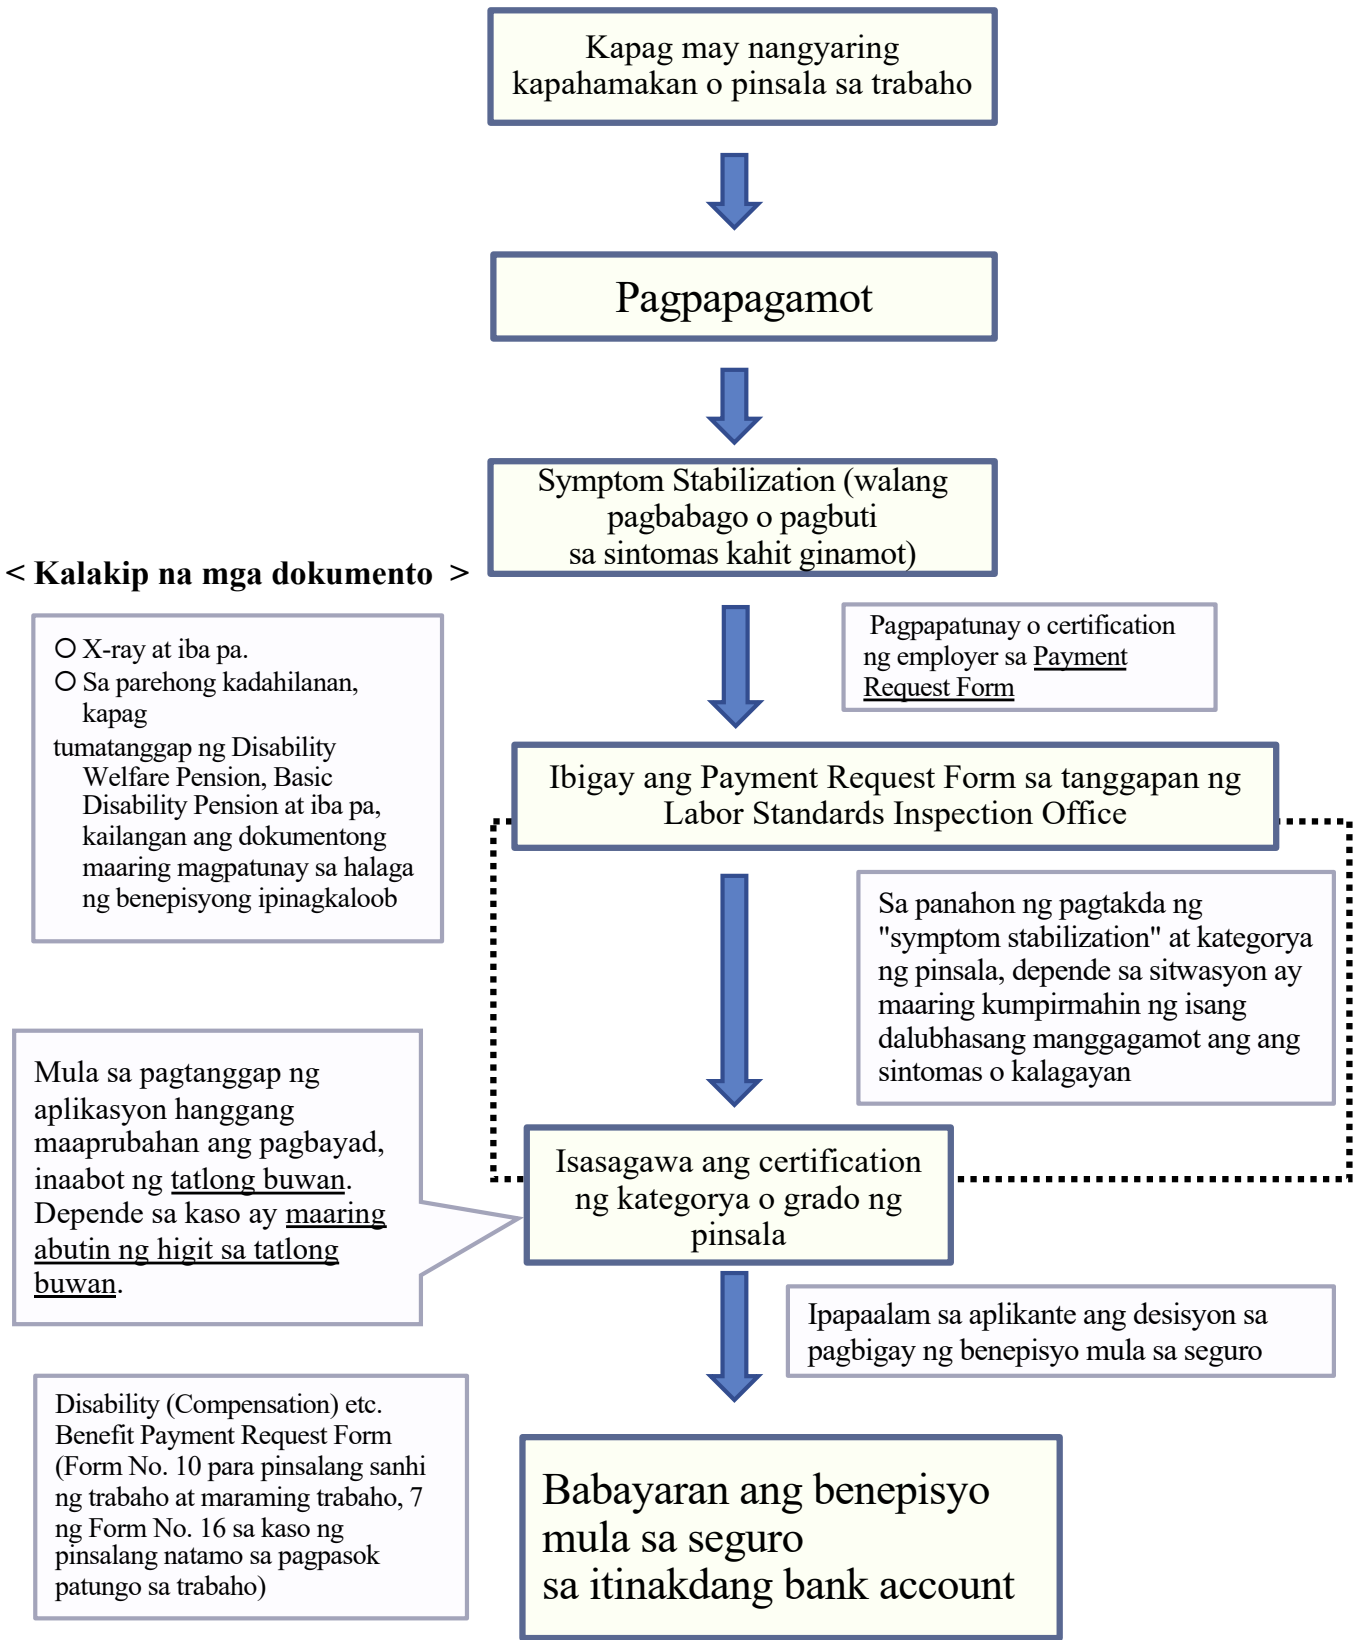 Kapag may nangyaring
kapahamakan o pinsala sa trabaho
Pagpapagamot
Symptom Stabilization (walang
pagbabago o pagbuti
sa sintomas kahit ginamot)
< Kalakip na mga dokumento >
○ X-ray at iba pa.
○ Sa parehong kadahilanan,
kapag
tumatanggap ng Disability
Welfare Pension, Basic
Disability Pension at iba pa,
kailangan ang dokumentong
maaring magpatunay sa halaga
ng benepisyong ipinagkaloob
Pagpapatunay o certification
ng employer sa Payment
Request Form
Ibigay ang Payment Request Form sa tanggapan ng
Labor Standards Inspection Office
Sa panahon ng pagtakda ng
"symptom stabilization" at kategorya
ng pinsala, depende sa sitwasyon ay
maaring kumpirmahin ng isang
dalubhasang manggagamot ang ang
sintomas o kalagayan
Mula sa pagtanggap ng
aplikasyon hanggang
maaprubahan ang pagbayad,
inaabot ng tatlong buwan.
Depende sa kaso ay maaring
abutin ng higit sa tatlong
buwan.
Isasagawa ang certification
ng kategorya o grado ng
pinsala
Ipapaalam sa aplikante ang desisyon sa
pagbigay ng benepisyo mula sa seguro
Disability (Compensation) etc.
Benefit Payment Request Form
(Form No. 10 para pinsalang sanhi
ng trabaho at maraming trabaho, 7
ng Form No. 16 sa kaso ng
pinsalang natamo sa pagpasok
patungo sa trabaho)
Babayaran ang benepisyo
mula sa seguro
sa itinakdang bank account